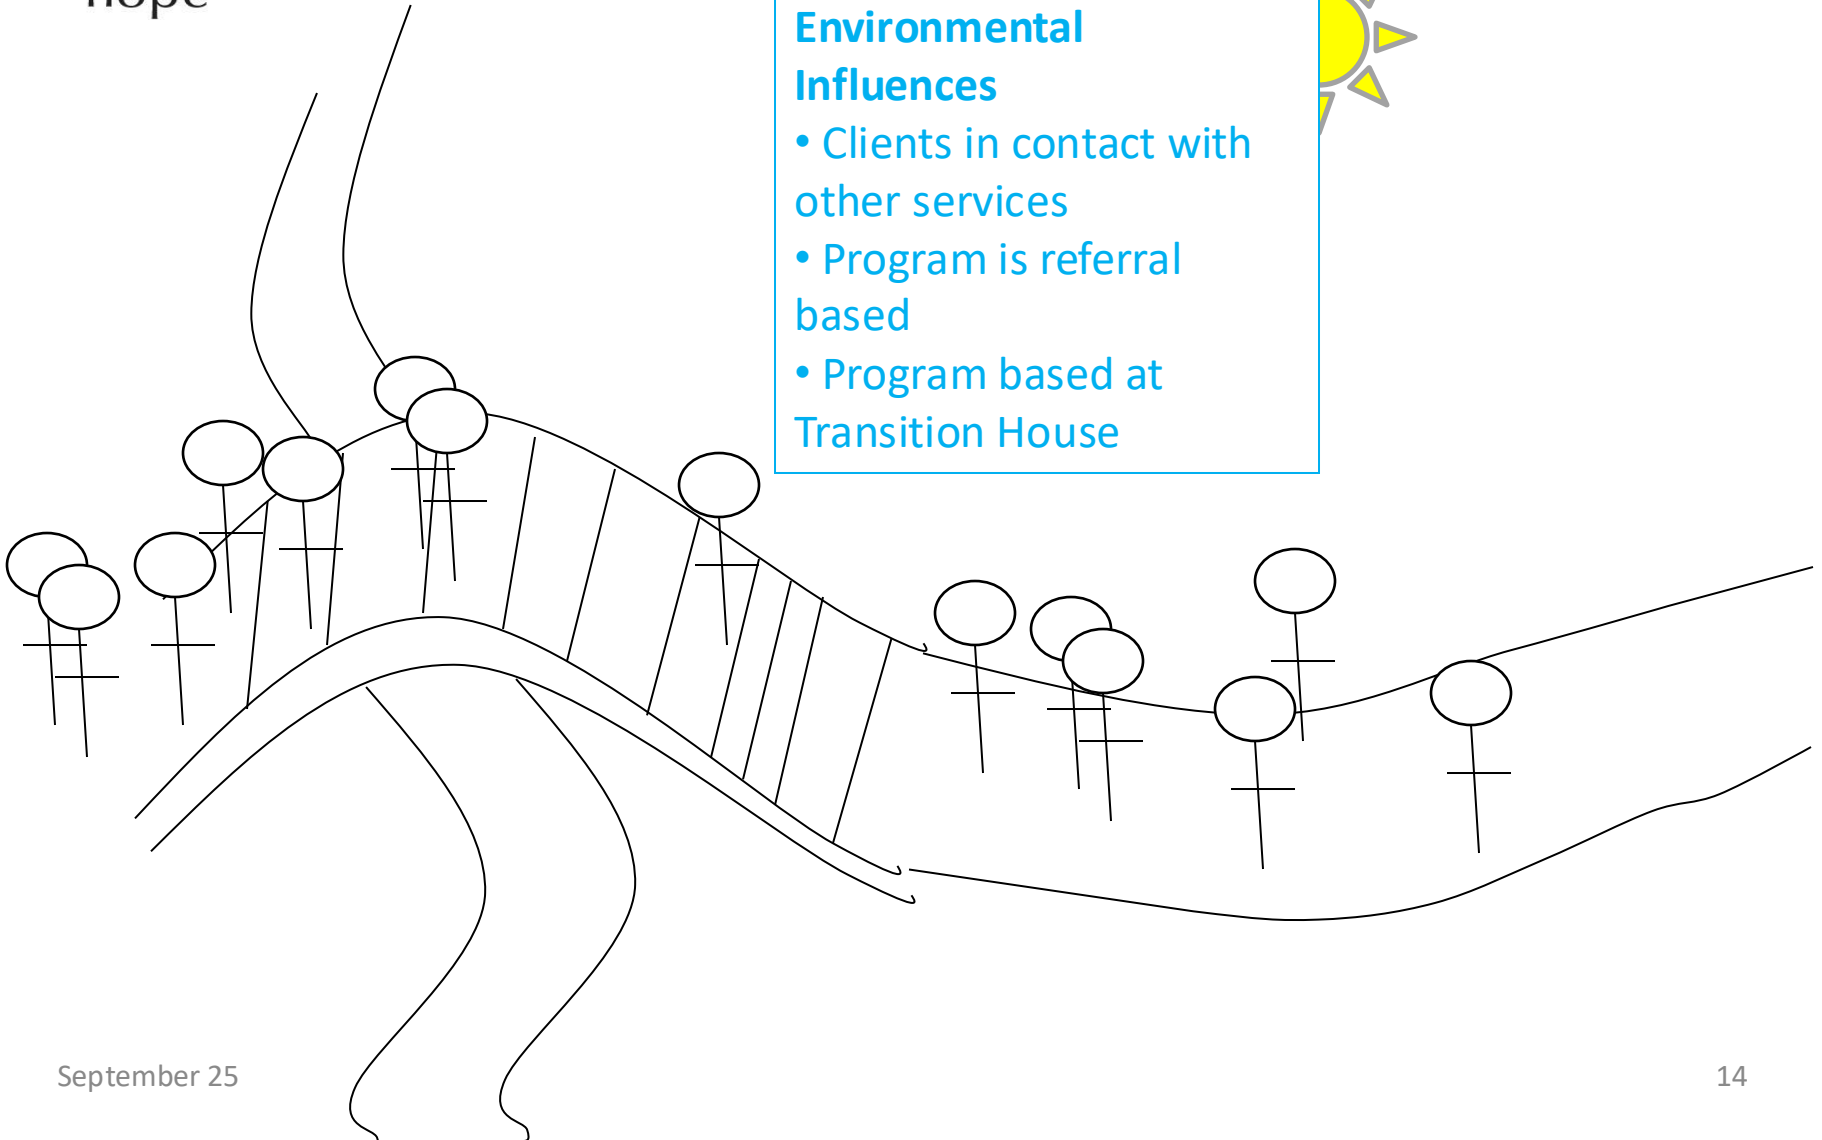 hope
Environmental
Influences
• Clients in contact with
other services
• Program is referral
based
• Program based at
Transition House
September 25
14